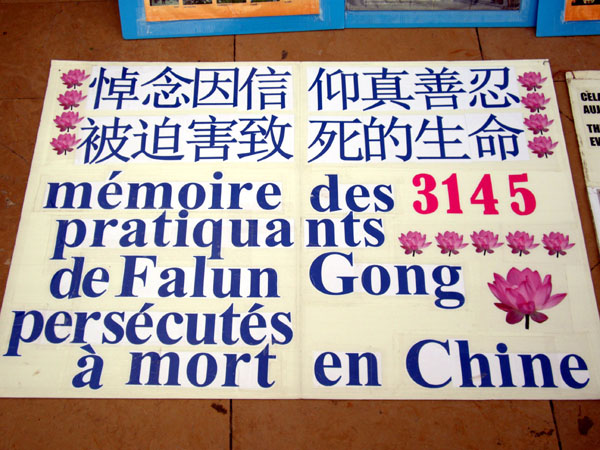 悼念因信仰真善忍
被迫害致死的生命
mémoire des 3145
pratiquants
de Falun Gong
persécutés
à mort en Chine